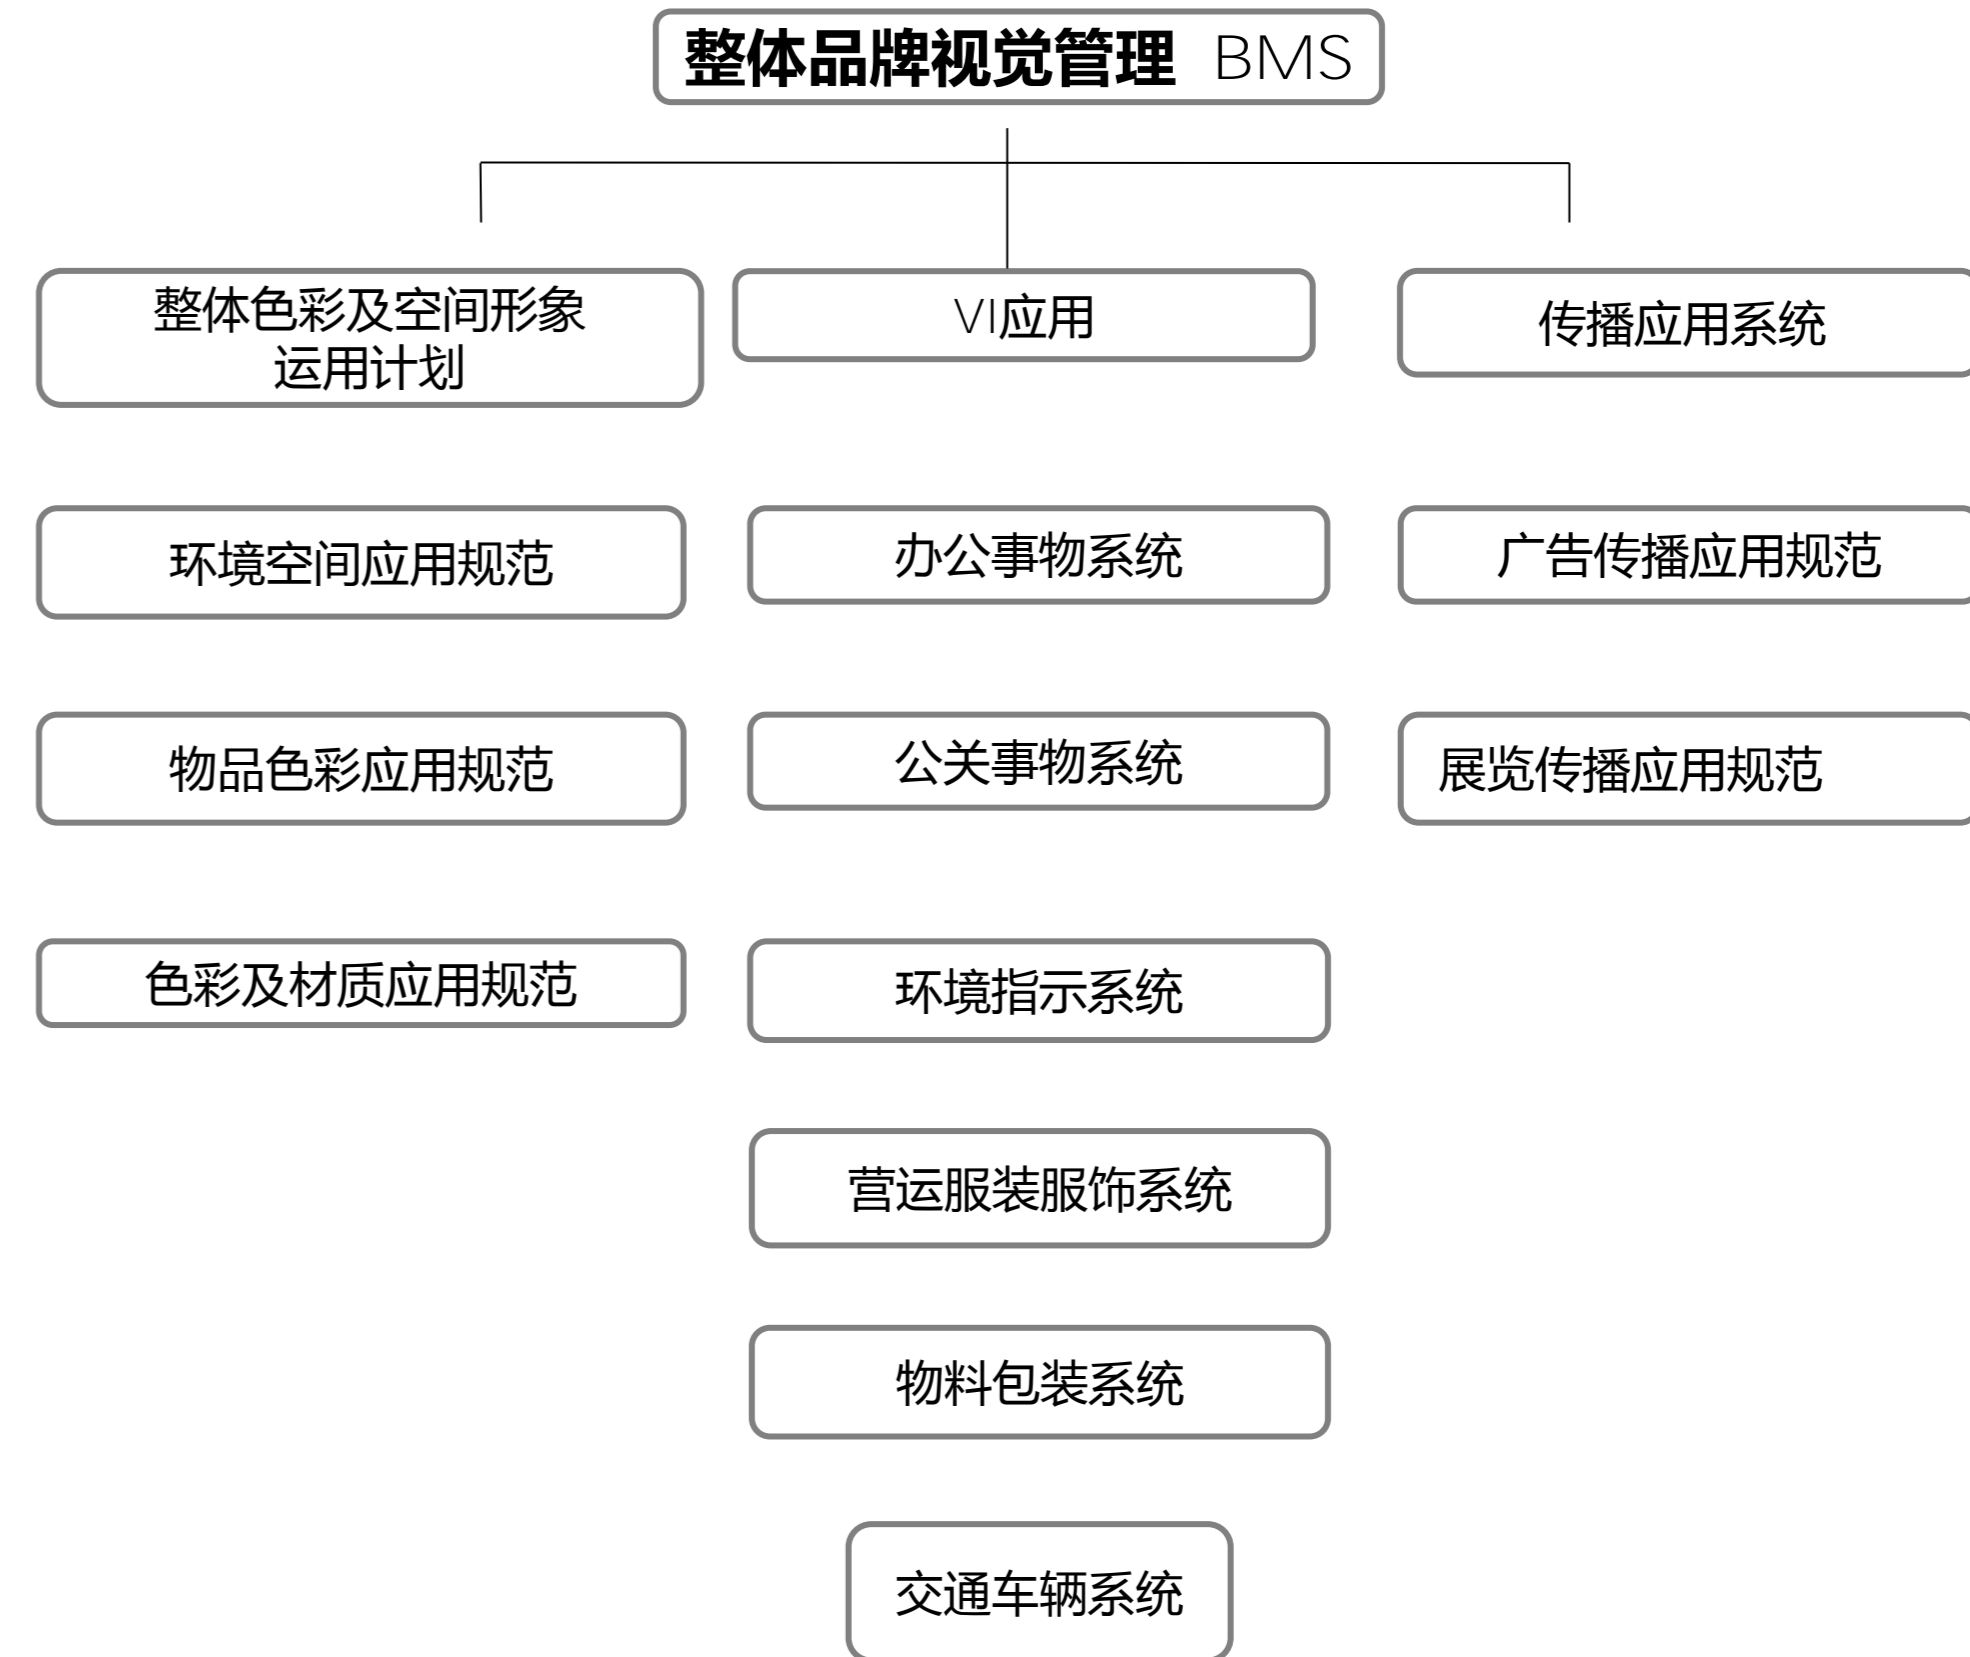 整体品牌视觉管理 BMS
整体色彩及空间形象
运用计划
VI应用
传播应用系统
环境空间应用规范
办公事物系统
广告传播应用规范
物品色彩应用规范
公关事物系统
展览传播应用规范
色彩及材质应用规范
环境指示系统
营运服装服饰系统
物料包装系统
交通车辆系统